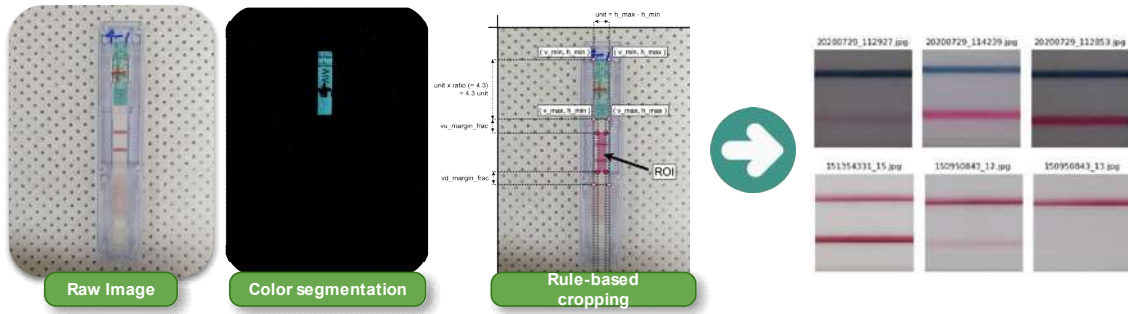 unit = h_max - h_min
( v_min, h_min )
( v_min, h_max )
unit x ratio (= 4.3)
= 4.3 unit
( v_max, h_min )
( v_max, h_max )
vu_margin_frac
ROI
vd_margin_frac
Raw Image
Color segmentation
Rule-based
cropping
20200729_112927.jpg
20200729_114239.jpg
20200729_112853.jpg
151354331_15.jpg
150950843_12.jpg
150950843_13.jpg